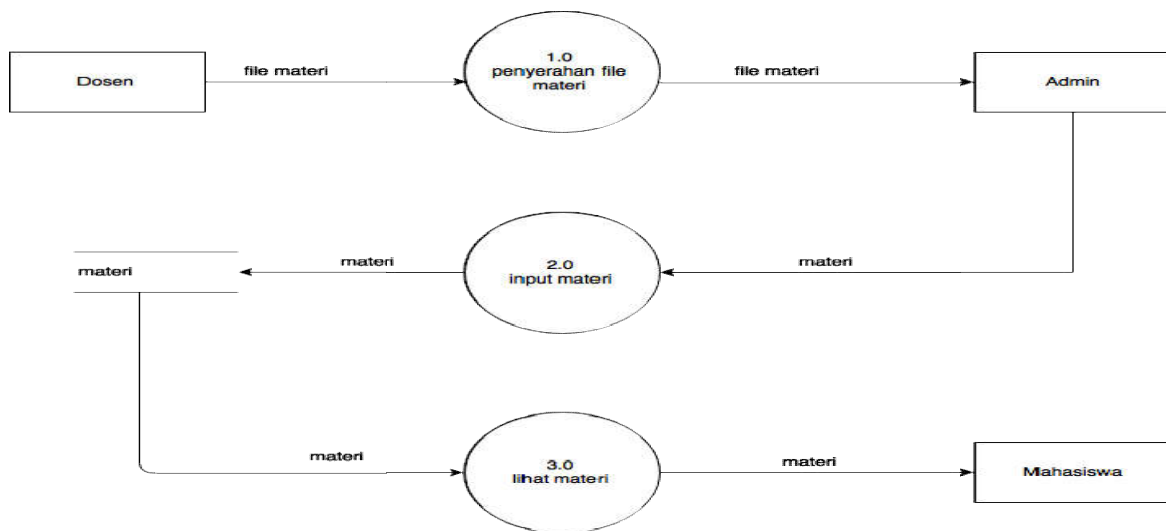 Dosen
file materi
1.0
penyerahan file
materi
file materi
Admin
materi
materi
2.0
input materi
materi
materi
3.0
lihat materi
materi
Mahasiswa